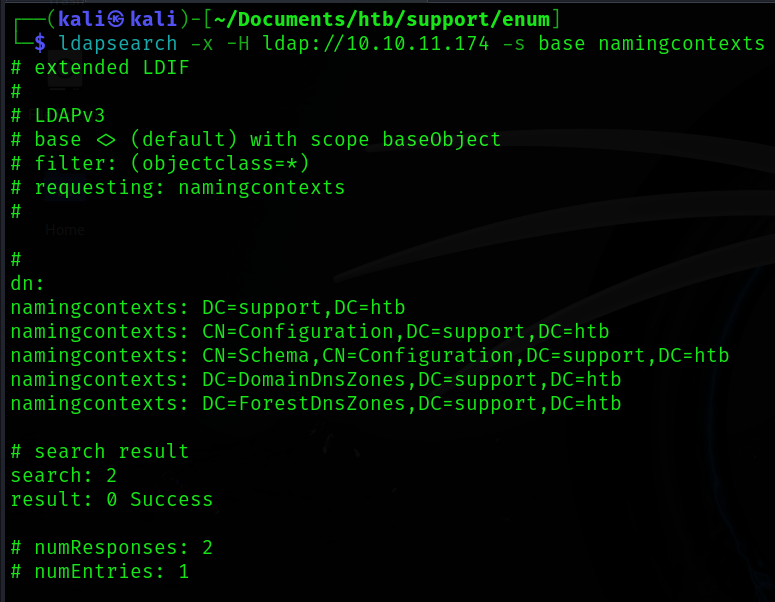 ┌──(kali㉿kali)-[~/Documents/htb/support/enum]
└─$ ldapsearch -x -H ldap://10.10.11.174 -s base namingcontexts
# extended LDIF
#
# LDAPv3
# base <> (default) with scope baseObject
# filter: (objectclass=*)
# requesting: namingcontexts
#
Home
#
dn:
namingcontexts: DC=support,DC=htb
namingcontexts: CN=Configuration,DC=support,DC=htb
namingcontexts: CN=Schema,CN=Configuration,DC=support,DC=htb
namingcontexts: DC=DomainDnsZones,DC=support,DC=htb
namingcontexts: DC=ForestDnsZones,DC=support,DC=htb
# search result
search: 2
result: 0 Success
# numResponses: 2
# numEntries: 1